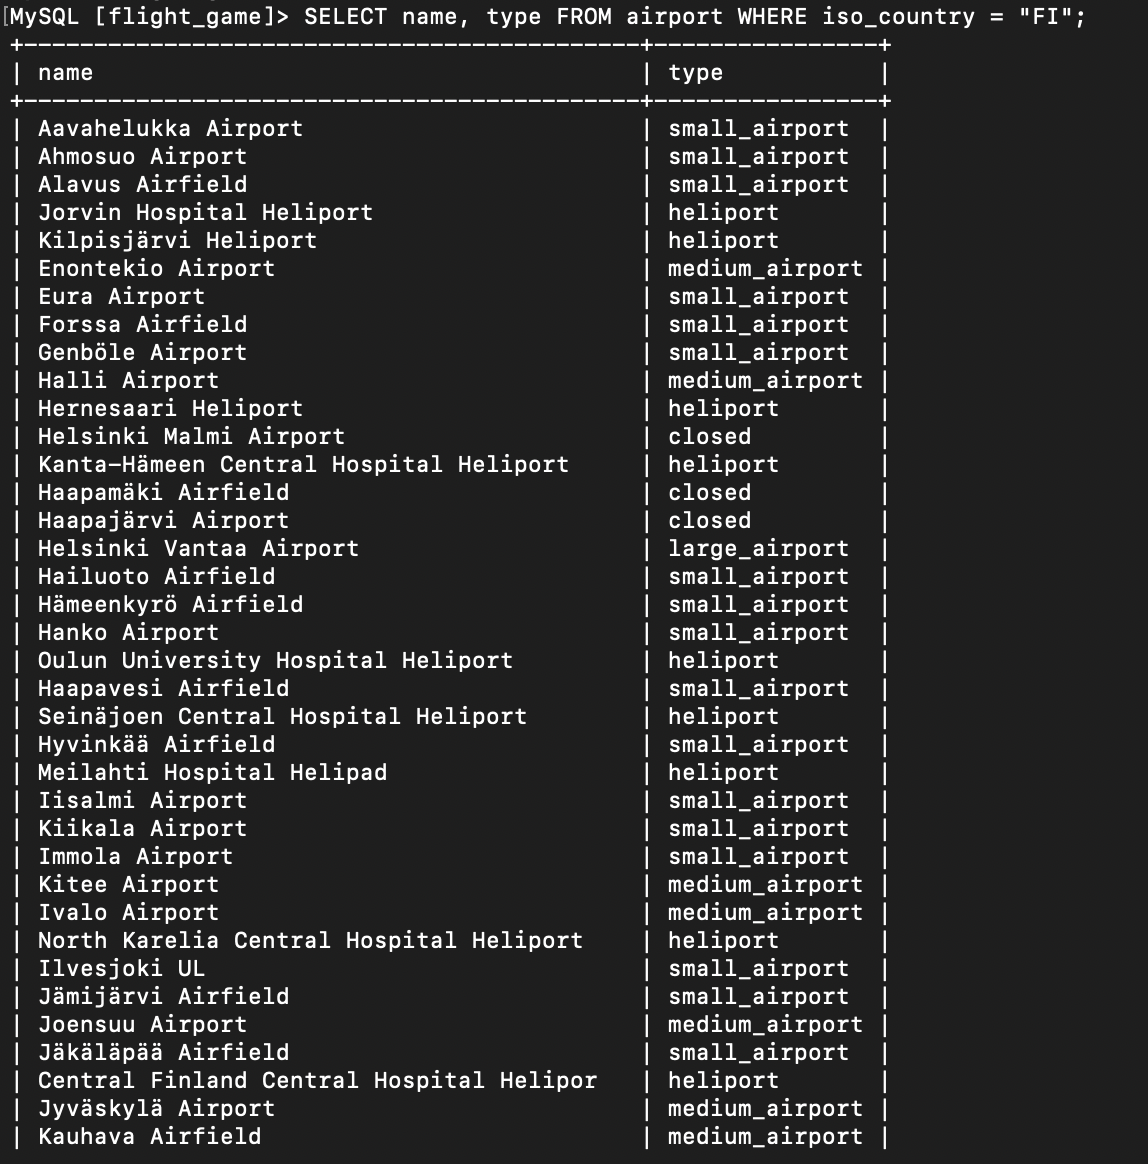 [MySQL [flight_game]> SELECT name, type FROM airport WHERE iso_country = "FI";
+--------------------------------------------+----------------+
| name                                       | type           |
+--------------------------------------------+----------------+
| Aavahelukka Airport                        | small_airport  |
| Ahmosuo Airport                            | small_airport  |
| Alavus Airfield                            | small_airport  |
| Jorvin Hospital Heliport                   | heliport       |
| Kilpisjärvi Heliport                       | heliport       |
| Enontekio Airport                          | medium_airport |
| Eura Airport                               | small_airport  |
| Forssa Airfield                            | small_airport  |
| Genböle Airport                            | small_airport  |
| Halli Airport                              | medium_airport |
| Hernesaari Heliport                        | heliport       |
| Helsinki Malmi Airport                     | closed         |
| Kanta-Hämeen Central Hospital Heliport     | heliport       |
| Haapamäki Airfield                         | closed         |
| Haapajärvi Airport                         | closed         |
| Helsinki Vantaa Airport                    | large_airport  |
| Hailuoto Airfield                          | small_airport  |
| Hämeenkyrö Airfield                        | small_airport  |
| Hanko Airport                              | small_airport  |
| Oulun University Hospital Heliport         | heliport       |
| Haapavesi Airfield                         | small_airport  |
| Seinäjoen Central Hospital Heliport        | heliport       |
| Hyvinkää Airfield                          | small_airport  |
| Meilahti Hospital Helipad                  | heliport       |
| Iisalmi Airport                            | small_airport  |
| Kiikala Airport                            | small_airport  |
| Immola Airport                             | small_airport  |
| Kitee Airport                              | medium_airport |
| Ivalo Airport                              | medium_airport |
| North Karelia Central Hospital Heliport    | heliport       |
| Ilvesjoki UL                               | small_airport  |
| Jämijärvi Airfield                         | small_airport  |
| Joensuu Airport                            | medium_airport |
| Jäkäläpää Airfield                         | small_airport  |
| Central Finland Central Hospital Helipor   | heliport       |
| Jyväskylä Airport                          | medium_airport |
| Kauhava Airfield                           | medium_airport |